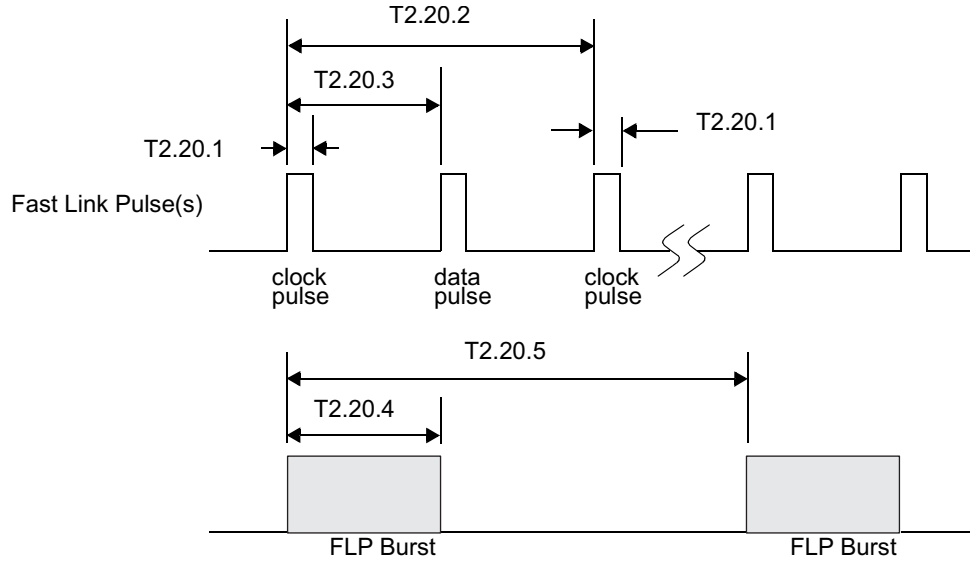 T2.20.2
T2.20.3
T2.20.1
T2.20.1
Fast Link Pulse(s)
clock
pulse
data
pulse
clock
pulse
T2.20.5
T2.20.4
FLP Burst
FLP Burst